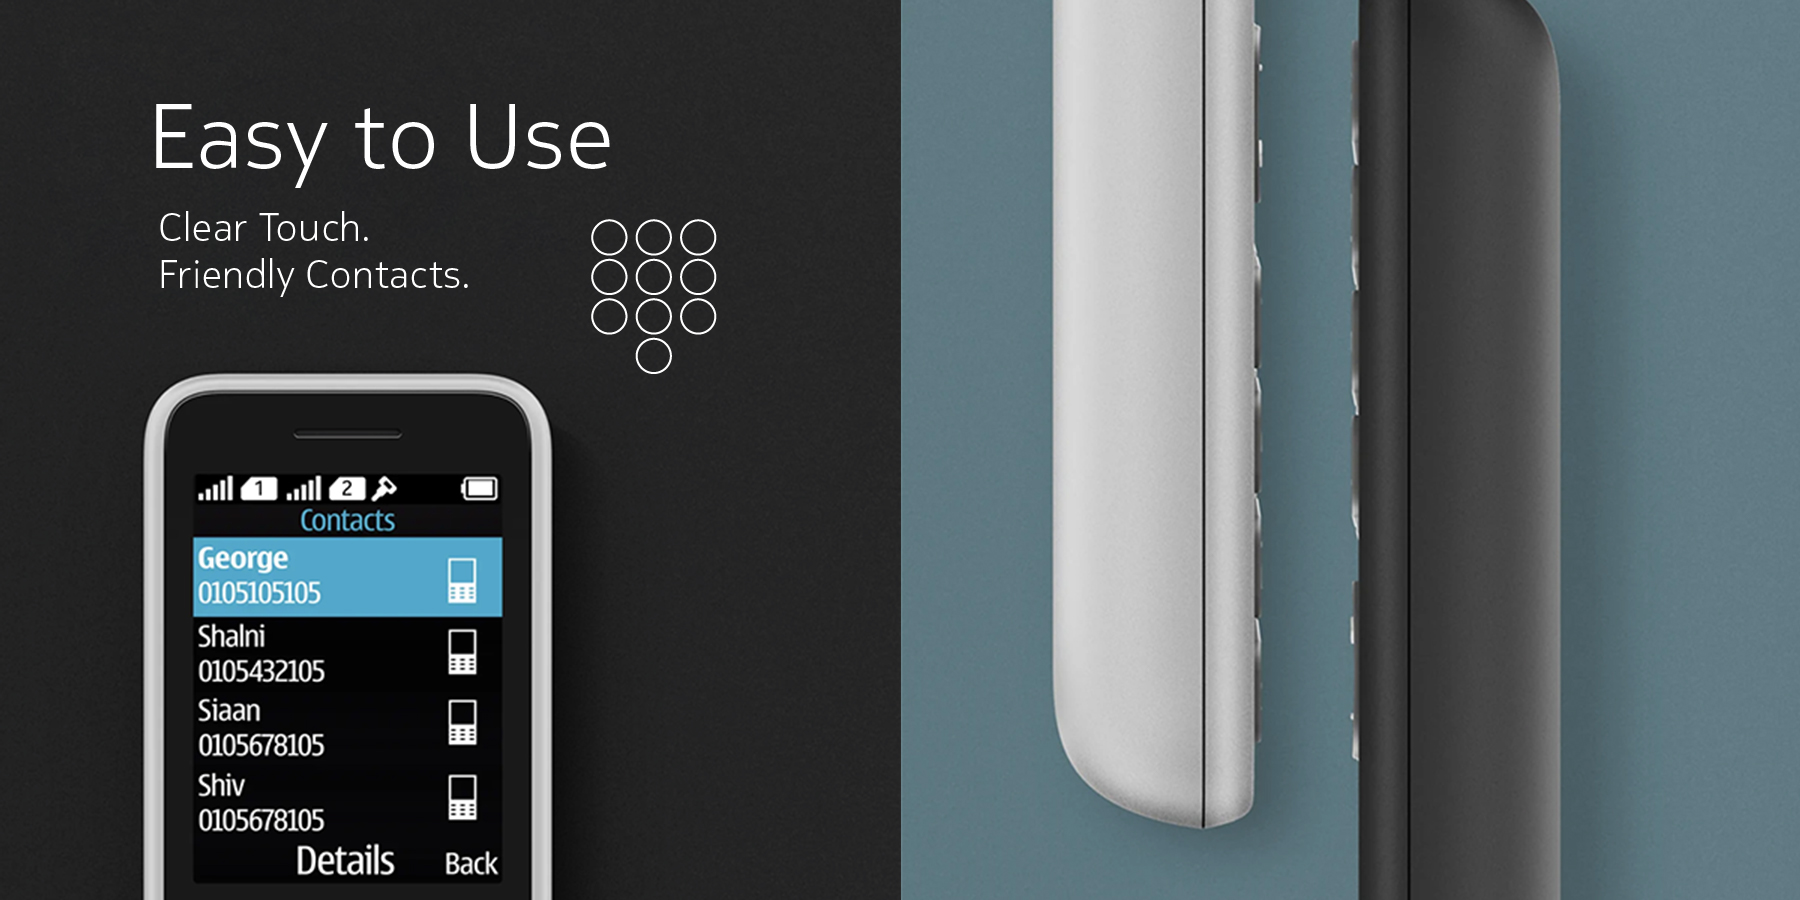 Easy to Use
Clear Touch.
Friendly Contacts.
1 2
Contacts
George
0105105105
Shalni
0105432105
Siaan
0105678105
Shiv
0105678105
Details Back